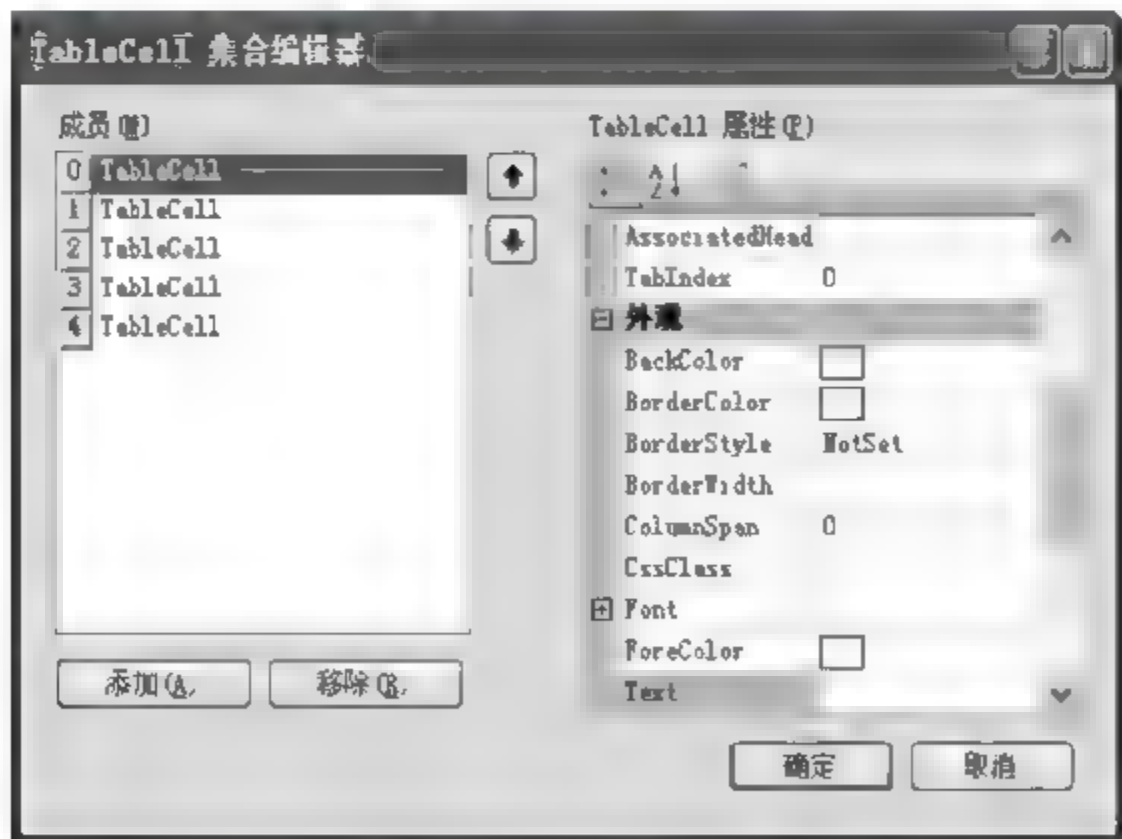 TableCell 集合编辑器
成员(M)
0 TableCell
1 TableCell
2 TableCell
3 TableCell
4 TableCell
添加(A)
移除(R)
TableCell 属性(P)
AssociatedHead
TabIndex 0
外观
BackColor
BorderColor
BorderStyle NotSet
BorderWidth
ColumnSpan 0
CssClass
Font
ForeColor
Text
确定
取消